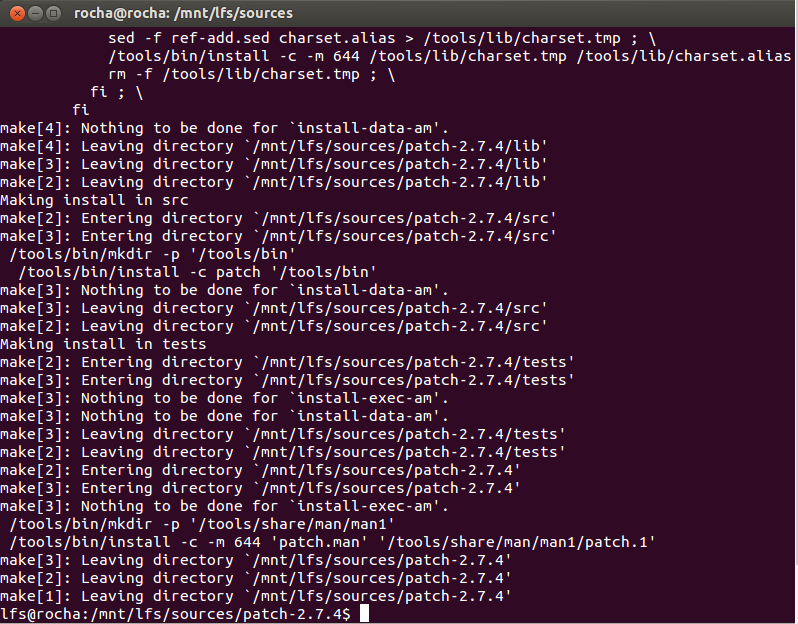 rocha@rocha: /mnt/lfs/sources
sed -f ref-add.sed charset.alias > /tools/lib/charset.tmp ; \
/tools/bin/install -c -m 644 /tools/lib/charset.tmp /tools/lib/charset.alias
rm -f /tools/lib/charset.tmp ; \
fi ; \
fi
make[4]: Nothing to be done for `install-data-am'.
make[4]: Leaving directory `/mnt/lfs/sources/patch-2.7.4/lib'
make[3]: Leaving directory `/mnt/lfs/sources/patch-2.7.4/lib'
make[2]: Leaving directory `/mnt/lfs/sources/patch-2.7.4/lib'
Making install in src
make[2]: Entering directory `/mnt/lfs/sources/patch-2.7.4/src'
make[3]: Entering directory `/mnt/lfs/sources/patch-2.7.4/src'
/tools/bin/mkdir -p '/tools/bin'
/tools/bin/install -c patch '/tools/bin'
make[3]: Nothing to be done for `install-data-am'.
make[3]: Leaving directory `/mnt/lfs/sources/patch-2.7.4/src'
make[2]: Leaving directory `/mnt/lfs/sources/patch-2.7.4/src'
Making install in tests
make[2]: Entering directory `/mnt/lfs/sources/patch-2.7.4/tests'
make[3]: Entering directory `/mnt/lfs/sources/patch-2.7.4/tests'
make[3]: Nothing to be done for `install-exec-am'.
make[3]: Nothing to be done for `install-data-am'.
make[3]: Leaving directory `/mnt/lfs/sources/patch-2.7.4/tests'
make[2]: Leaving directory `/mnt/lfs/sources/patch-2.7.4/tests'
make[2]: Entering directory `/mnt/lfs/sources/patch-2.7.4'
make[3]: Entering directory `/mnt/lfs/sources/patch-2.7.4'
make[3]: Nothing to be done for `install-exec-am'.
/tools/bin/mkdir -p '/tools/share/man/man1'
/tools/bin/install -c -m 644 'patch.man' '/tools/share/man/man1/patch.1'
make[3]: Leaving directory `/mnt/lfs/sources/patch-2.7.4'
make[2]: Leaving directory `/mnt/lfs/sources/patch-2.7.4'
make[1]: Leaving directory `/mnt/lfs/sources/patch-2.7.4'
lfs@rocha:/mnt/lfs/sources/patch-2.7.4$